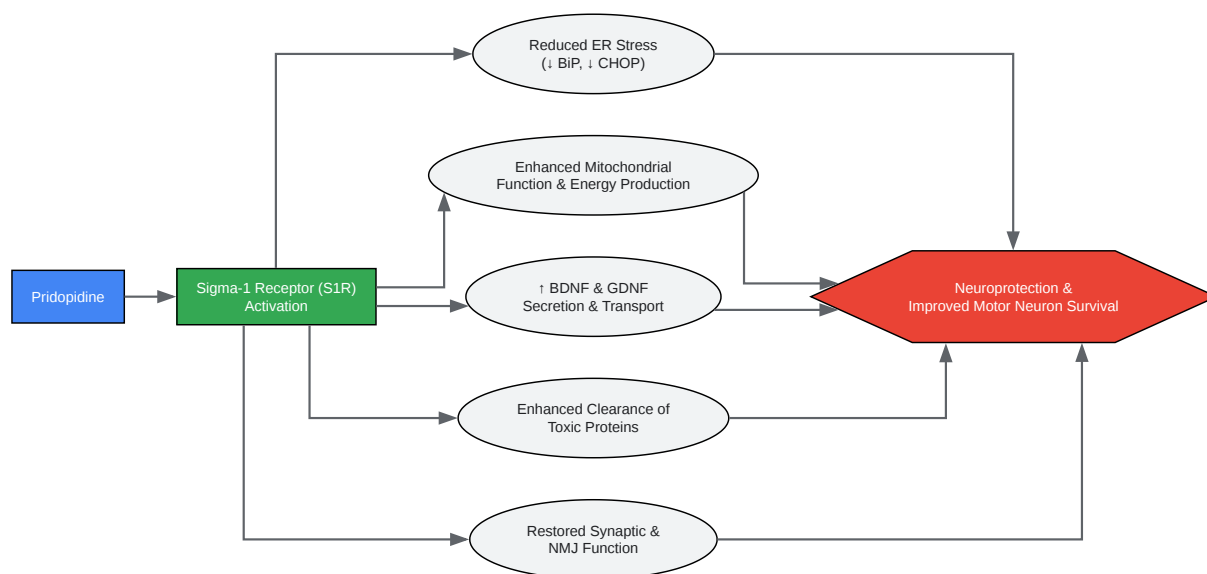 Reduced ER Stress
(↓ BiP, ↓ CHOP)
Enhanced Mitochondrial
Function & Energy Production
Pridopidine
Sigma-1 Receptor (S1R)
Activation
↑ BDNF & GDNF
Secretion & Transport
Neuroprotection &
Improved Motor Neuron Survival
Enhanced Clearance of
Toxic Proteins
Restored Synaptic &
NMJ Function